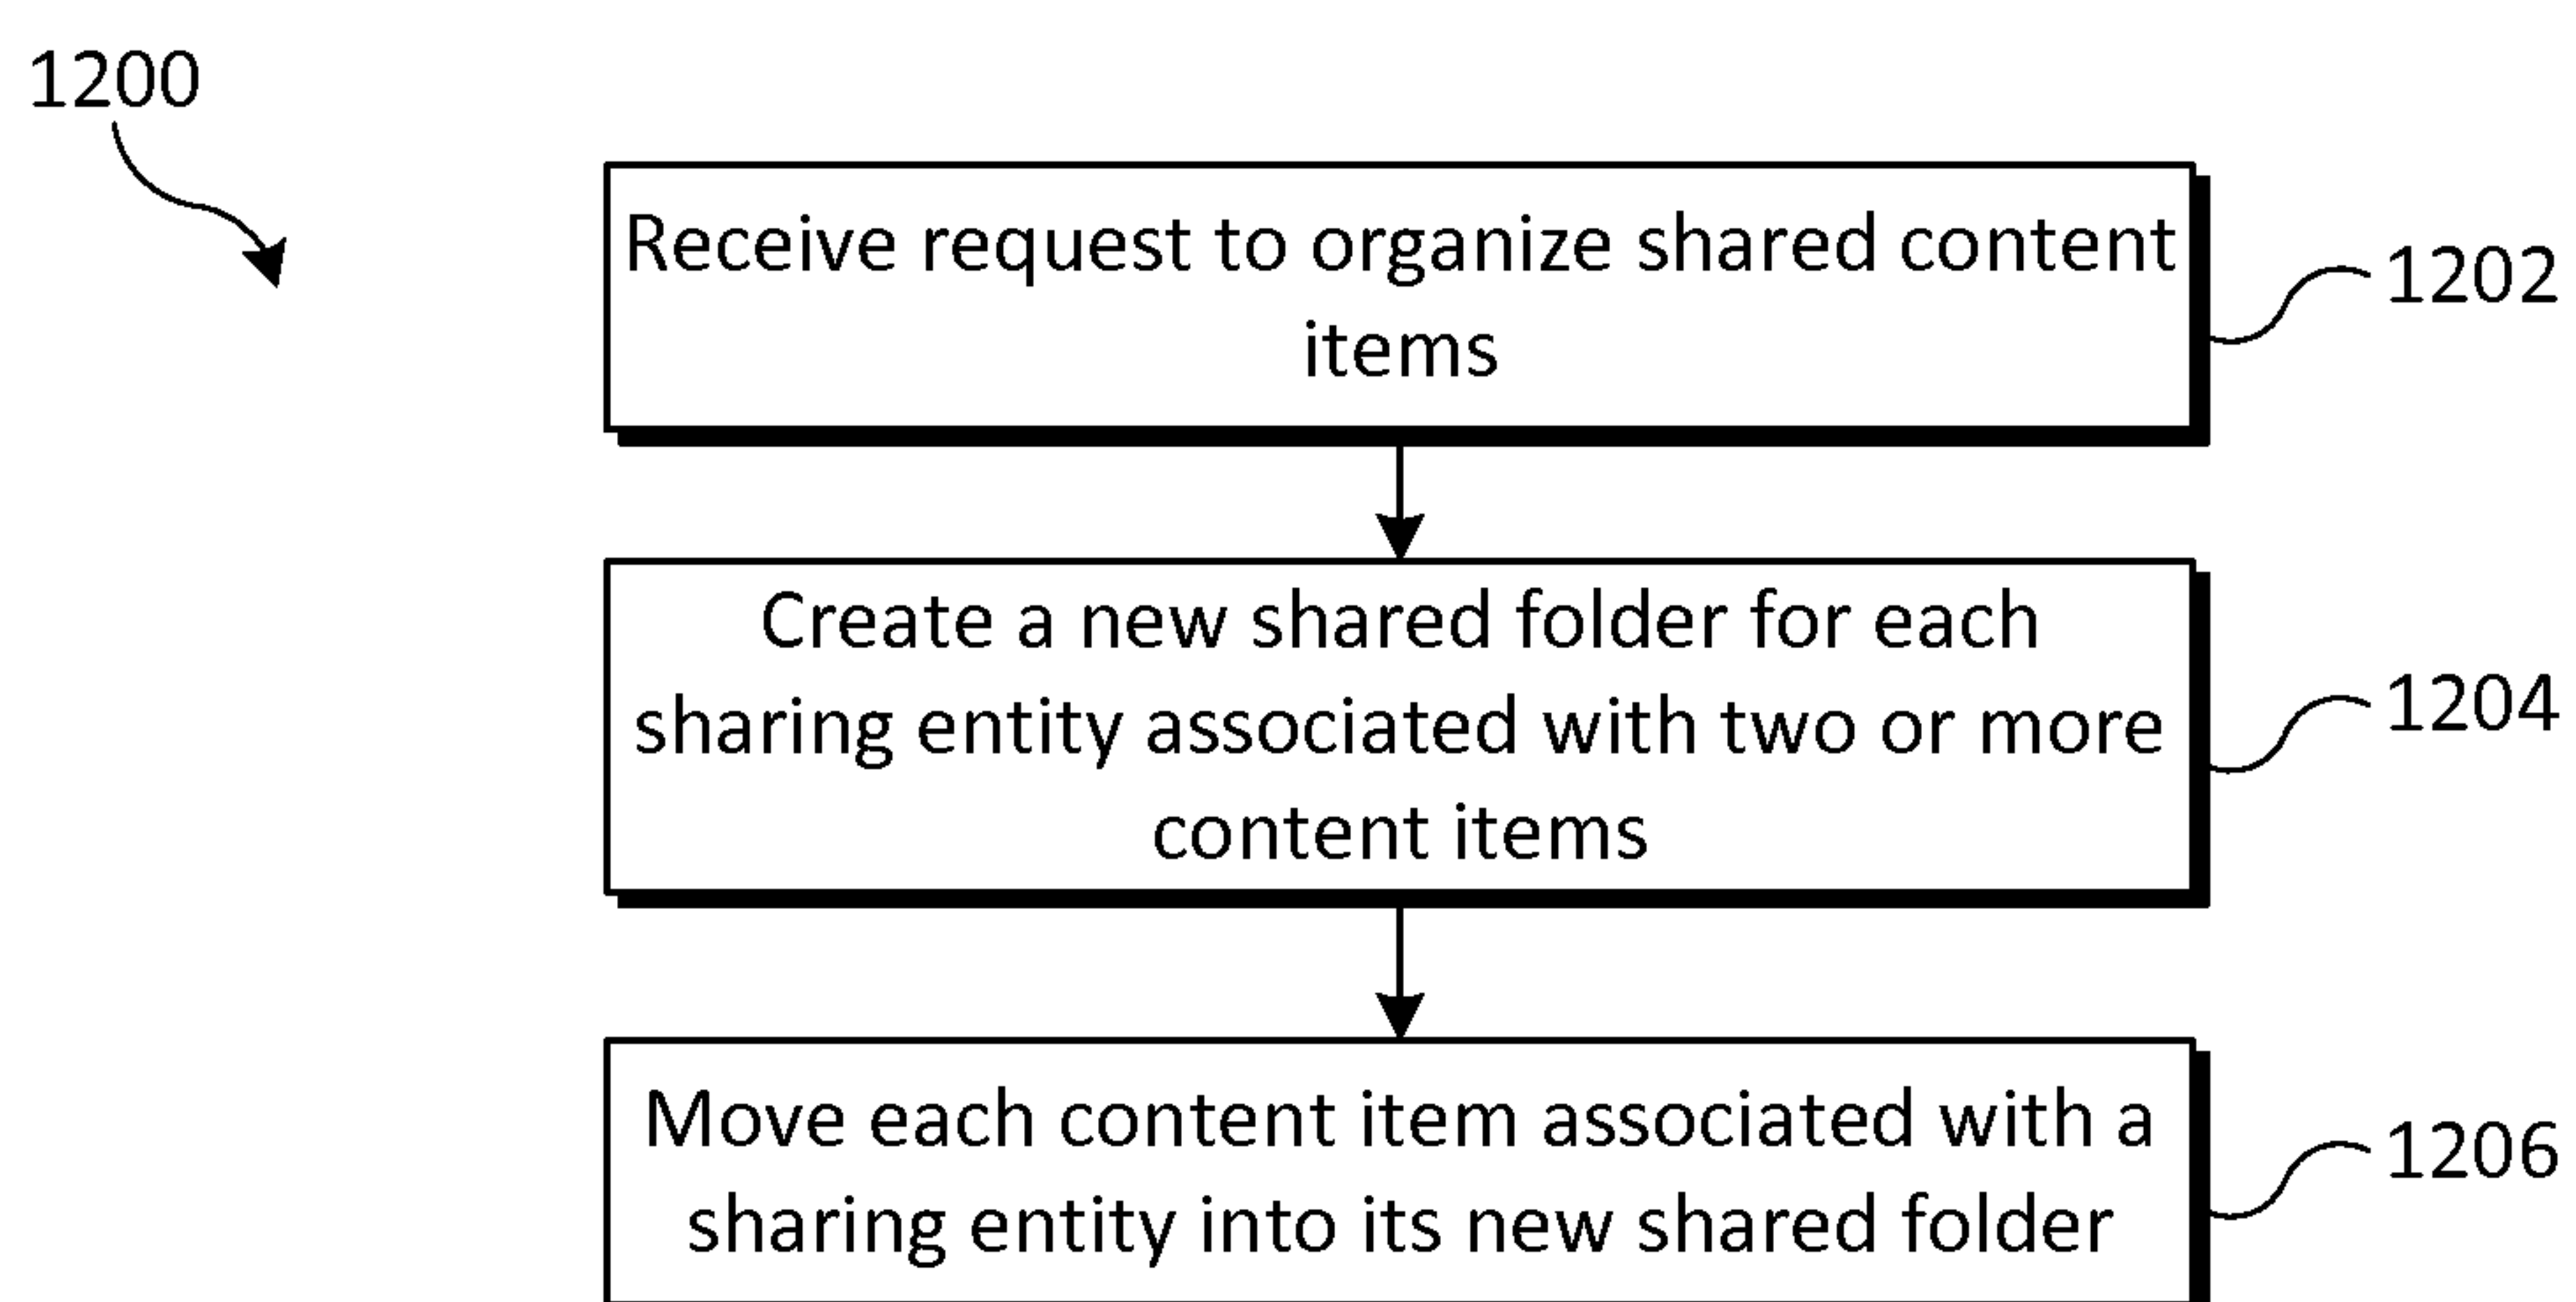 1200
Receive request to organize shared content
items
1202
Create a new shared folder for each
sharing entity associated with two or more
content items
1204
Move each content item associated with a
sharing entity into its new shared folder
1206